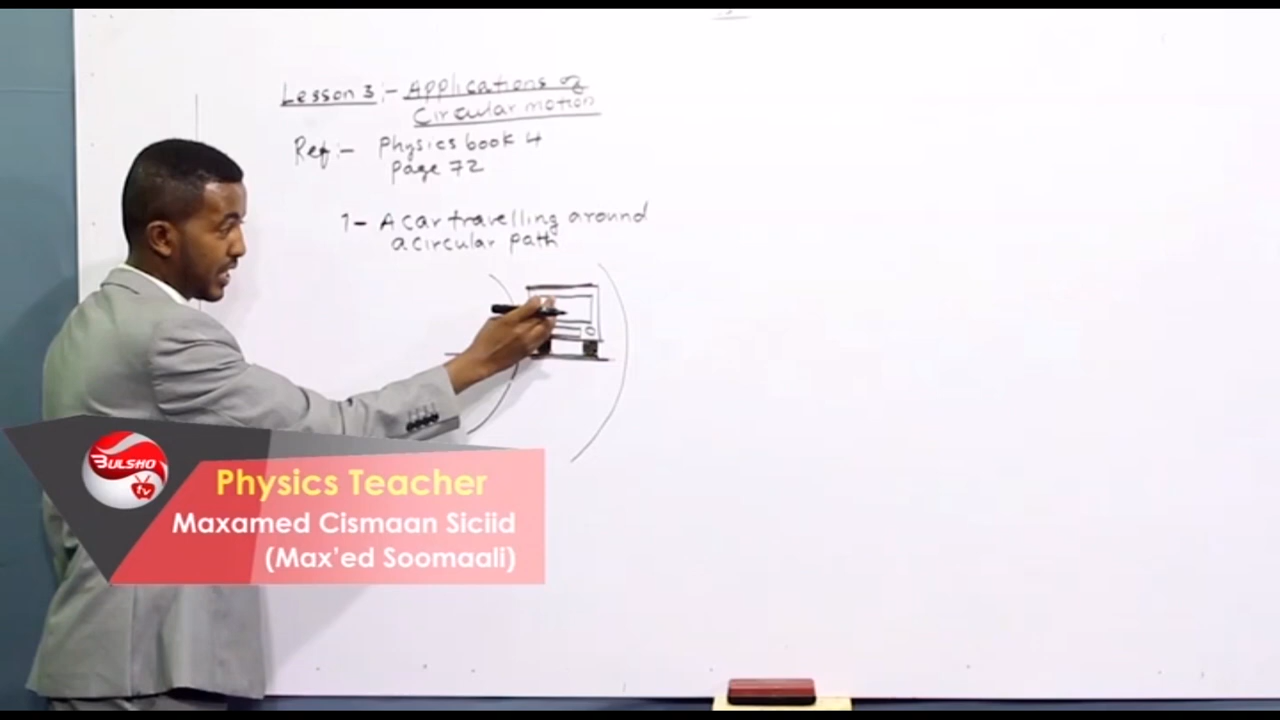 Lesson 3:- Applications of
Circular motion
Ref:- Physics book 4
page 72
1- A car travelling around
a circular path
BULSHO
tv
Physics Teacher
Maxamed Cismaan Siciid
(Max'ed Soomaali)